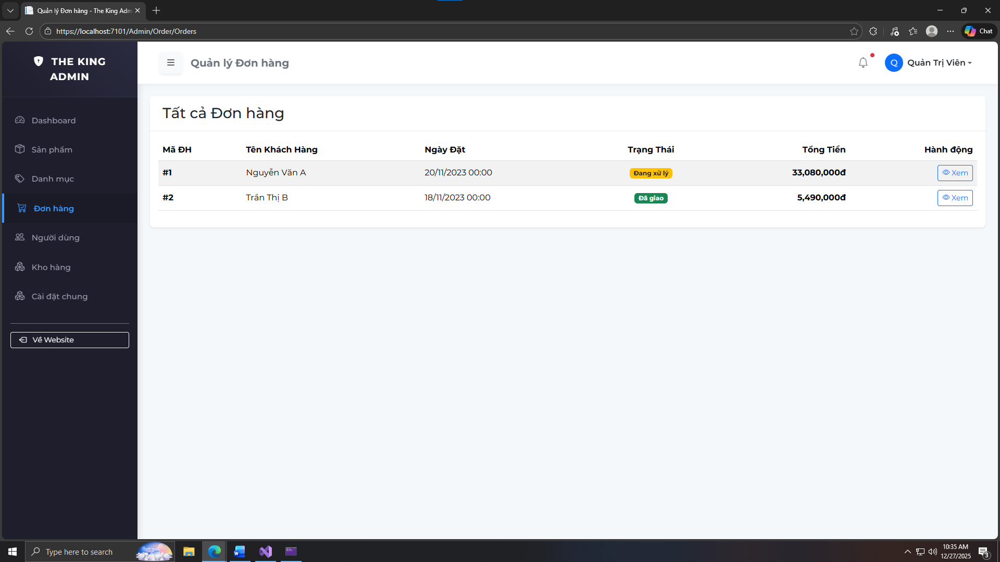 Quản lý Đơn hàng - The King Adm
https://localhost:7101/Admin/Order/Orders
Chat
THE KING
ADMIN
Quản lý Đơn hàng
Q Quản Trị Viên
Dashboard
Sản phẩm
Danh mục
Đơn hàng
Người dùng
Kho hàng
Cài đặt chung
Về Website
Tất cả Đơn hàng
Mã ĐH Tên Khách Hàng Ngày Đặt Trạng Thái Tổng Tiền Hành động
#1 Nguyễn Văn A 20/11/2023 00:00 Đang xử lý 33,080,000đ Xem
#2 Trần Thị B 18/11/2023 00:00 Đã giao 5,490,000đ Xem
Type here to search
10:35 AM
12/27/2025
3